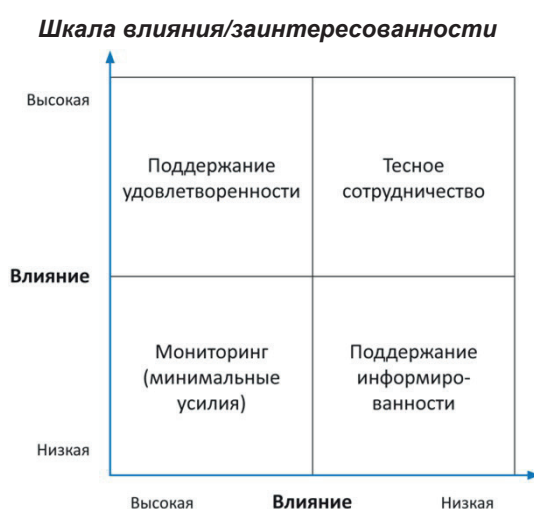 Шкала влияния/заинтересованности
Высокая
Поддержание
удовлетворенности
Тесное
сотрудничество
Влияние
Мониторинг
(минимальные
усилия)
Поддержание
информиро-
ванности
Низкая
Высокая
Влияние
Низкая